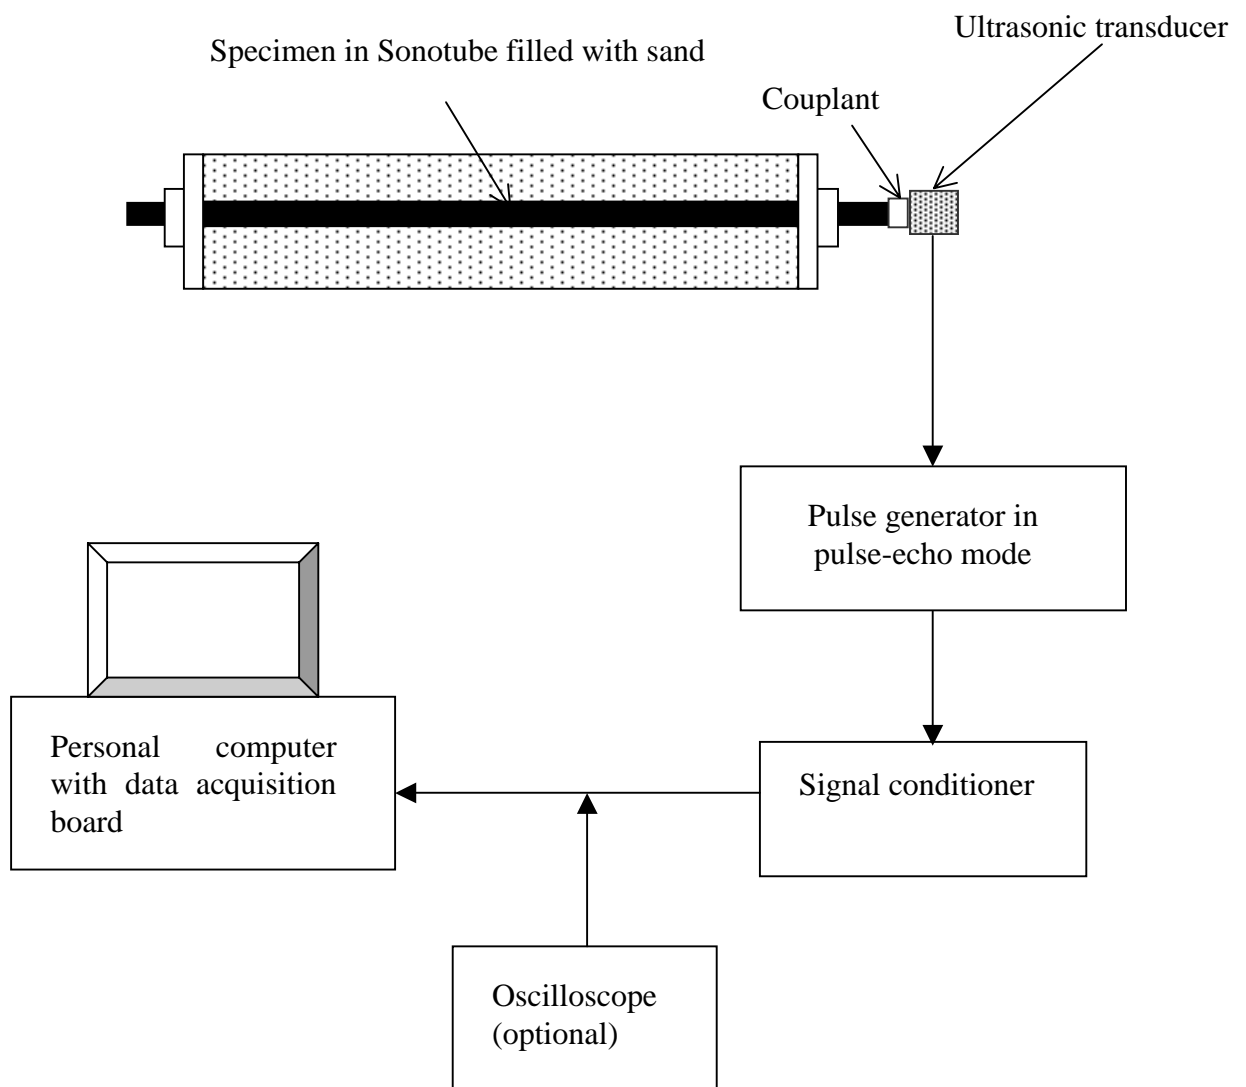 Ultrasonic transducer
Specimen in Sonotube filled with sand
Couplant
Pulse generator in
pulse-echo mode
Personal computer
with data acquisition
board
Signal conditioner
Oscilloscope
(optional)